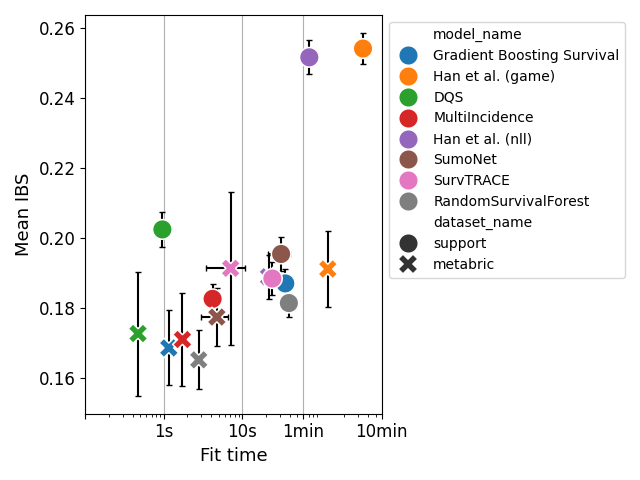 0.26
0.24
0.22
0.20
0.18
0.16
Mean IBS
1s
10s
1min
10min
Fit time
model_name
Gradient Boosting Survival
Han et al. (game)
DQS
MultiIncidence
Han et al. (nll)
SumoNet
SurvTRACE
RandomSurvivalForest
dataset_name
support
metabric